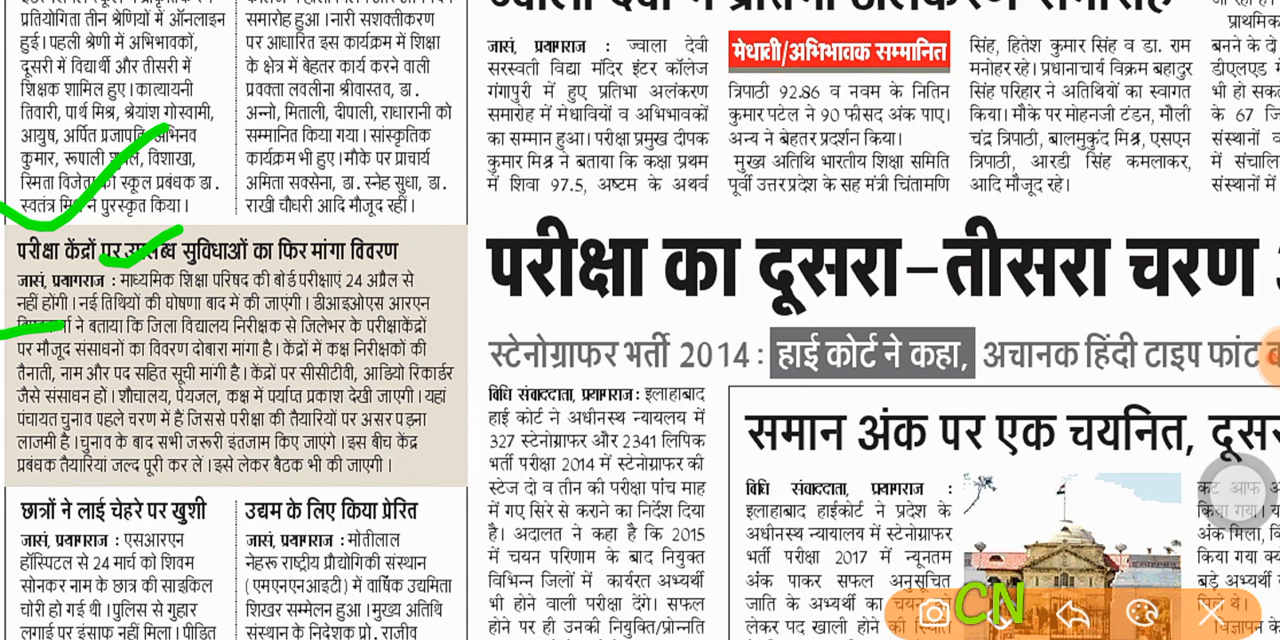 प्रतियोगिता तीन श्रेणियों में ऑनलाइन
हुई। पहली श्रेणी में अभिभावकों,
दूसरी में विद्यार्थी और तीसरी में
शिक्षक शामिल हुए। कात्यायनी
तिवारी, पार्थ मिश्र, श्रेयांश गोस्वामी,
आयुष, अर्पित प्रजापति, अभिनव
कुमार, रूपाली विशाखा,
स्मिता विजेता को स्कूल प्रबंधक डा.
स्वतंत्र मिश्र ने पुरस्कृत किया।
समारोह हुआ। नारी सशक्तीकरण
पर आधारित इस कार्यक्रम में शिक्षा
के क्षेत्र में बेहतर कार्य करने वाली
प्रवक्ता लवलीना श्रीवास्तव, डा.
अन्नो, मिताली, दीपाली, राधारानी को
सम्मानित किया गया। सांस्कृतिक
कार्यक्रम भी हुए। मौके पर प्राचार्य
अमिता सक्सेना, डा. स्नेह सुधा, डा.
राखी चौधरी आदि मौजूद रहीं।
परीक्षा केंद्रों पर उपलब्ध सुविधाओं का फिर मांगा विवरण
जासं, प्रयागराज : माध्यमिक शिक्षा परिषद की बोर्ड परीक्षाएं 24 अप्रैल से
नहीं होंगी। नई तिथियों की घोषणा बाद में की जाएंगी। डीआइओएस आरएन
ने बताया कि जिला विद्यालय निरीक्षक से जिलेभर के परीक्षाकेंद्रों
पर मौजूद संसाधनों का विवरण दोबारा मांगा है। केंद्रों में कक्ष निरीक्षकों की
तैनाती, नाम और पद सहित सूची मांगी है। केंद्रों पर सीसीटीवी, आडियो रिकार्डर
जैसे संसाधन हों। शौचालय, पेयजल, कक्ष में पर्याप्त प्रकाश देखी जाएगी। यहां
पंचायत चुनाव पहले चरण में हैं जिससे परीक्षा की तैयारियों पर असर पड़ना
लाजमी है। चुनाव के बाद सभी जरूरी इंतजाम किए जाएंगे। इस बीच केंद्र
प्रबंधक तैयारियां जल्द पूरी कर लें। इसे लेकर बैठक भी की जाएगी।
छात्रों ने लाई चेहरे पर खुशी
जासं, प्रयागराज : एसआरएन
हॉस्पिटल से 24 मार्च को शिवम
सोनकर नाम के छात्र की साइकिल
चोरी हो गई थी। पुलिस से गुहार
लगाई पर इंसाफ नहीं मिला। पीड़ित
उद्यम के लिए किया प्रेरित
जासं, प्रयागराज : मोतीलाल
नेहरू राष्ट्रीय प्रौद्योगिकी संस्थान
(एमएनएनआइटी) में वार्षिक उद्यमिता
शिखर सम्मेलन हुआ। मुख्य अतिथि
संस्थान के निदेशक प्रो. राजीव
जासं, प्रयागराज : ज्वाला देवी
सरस्वती विद्या मंदिर इंटर कॉलेज
गंगापुरी में हुए प्रतिभा अलंकरण
समारोह में मेधावियों व अभिभावकों
का सम्मान हुआ। परीक्षा प्रमुख दीपक
कुमार मिश्र ने बताया कि कक्षा प्रथम
में शिवा 97.5, अष्टम के अथर्व
मेधावी/अभिभावक सम्मानित
त्रिपाठी 92.86 व नवम के नितिन
कुमार पटेल ने 90 फीसद अंक पाए।
अन्य ने बेहतर प्रदर्शन किया।
मुख्य अतिथि भारतीय शिक्षा समिति
पूर्वी उत्तर प्रदेश के सह मंत्री चिंतामणि
सिंह, हितेश कुमार सिंह व डा. राम
मनोहर रहे। प्रधानाचार्य विक्रम बहादुर
सिंह परिहार ने अतिथियों का स्वागत
किया। मौके पर मोहनजी टंडन, मौली
चंद्र त्रिपाठी, बालमुकुंद मिश्र, एसएन
त्रिपाठी, आरडी सिंह कमलाकर,
आदि मौजूद रहे।
प्राथमिक
बनने के दो
डीएलएड में
भी हो सक
के 67 जि
संस्थानों व
में संचालि
संस्थानों में
परीक्षा का दूसरा-तीसरा चरण
स्टेनोग्राफर भर्ती 2014 : हाई कोर्ट ने कहा, अचानक हिंदी टाइप फांट
विधि संवाददाता, प्रयागराज : इलाहाबाद
हाई कोर्ट ने अधीनस्थ न्यायलय में
327 स्टेनोग्राफर और 2341 लिपिक
भर्ती परीक्षा 2014 में स्टेनोग्राफर की
स्टेज दो व तीन की परीक्षा पांच माह
में गए सिरे से कराने का निर्देश दिया
है। अदालत ने कहा है कि 2015
में चयन परिणाम के बाद नियुक्त
विभिन्न जिलों में कार्यरत अभ्यर्थी
भी होने वाली परीक्षा देंगे। सफल
होने पर ही उनकी नियुक्ति/प्रोन्नति
समान अंक पर एक चयनित,
विधि संवाददाता, प्रयागराज :
इलाहाबाद हाईकोर्ट ने प्रदेश के
अधीनस्थ न्यायालय में स्टेनोग्राफर
भर्ती परीक्षा 2017 में न्यूनतम
अंक पाकर सफल अनुसूचित
जाति के अभ्यर्थी का
लेकर पद खाली होने की
कट आफ
किया गया।
अंक मिला,
किया गया
बड़े अभ्यर्थी
CN